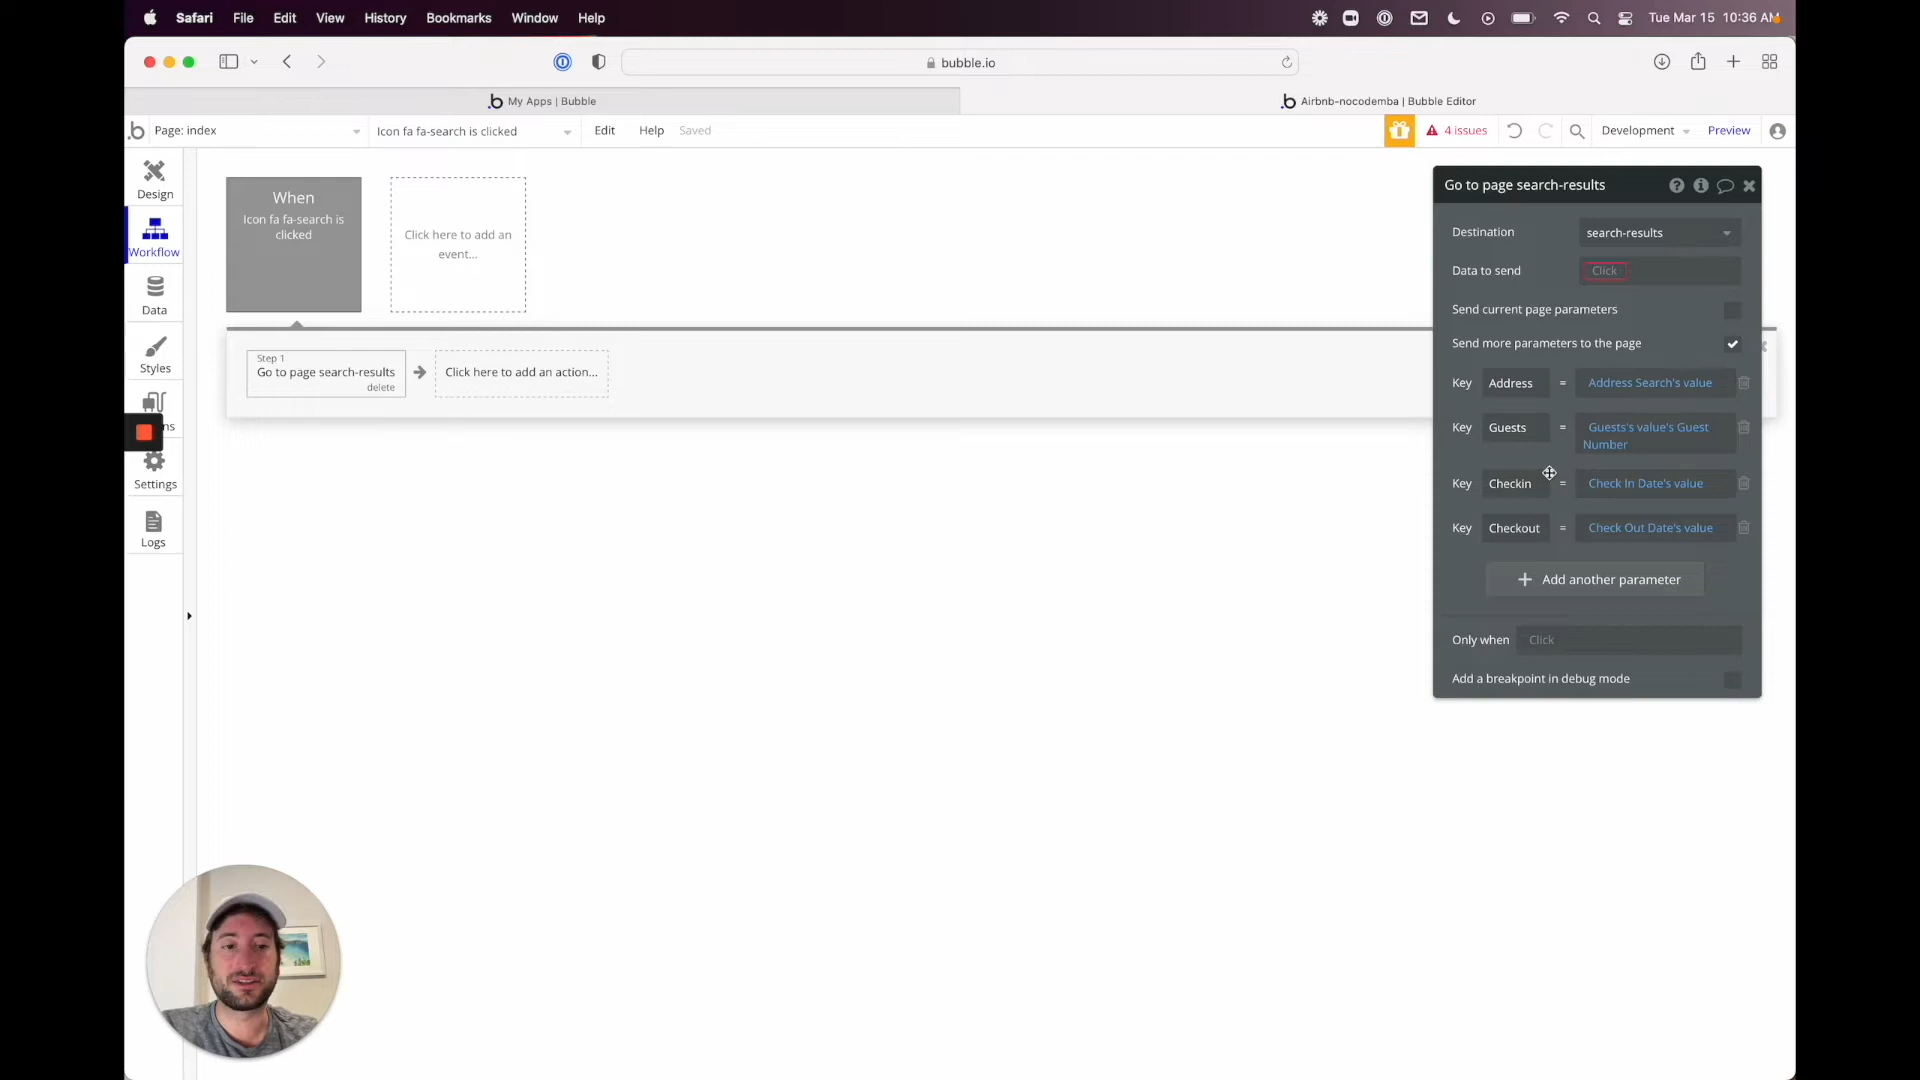 Safari File Edit View History Bookmarks Window Help
Tue Mar 15 10:36 AM
bubble.io
My Apps | Bubble
Airbnb-nocodemba | Bubble Editor
Page: index
Icon fa fa-search is clicked
Edit
Help
Saved
4 issues
Development
Preview
Design
Workflow
Data
Styles
ns
Settings
Logs
When
Icon fa fa-search is
clicked
Click here to add an
event...
Step 1
Go to page search-results
delete
Click here to add an action...
Go to page search-results
Destination search-results
Data to send Click
Send current page parameters
Send more parameters to the page
Key Address = Address Search's value
Key Guests = Guests's value's Guest
Number
Key Checkin = Check In Date's value
Key Checkout = Check Out Date's value
+ Add another parameter
Only when Click
Add a breakpoint in debug mode